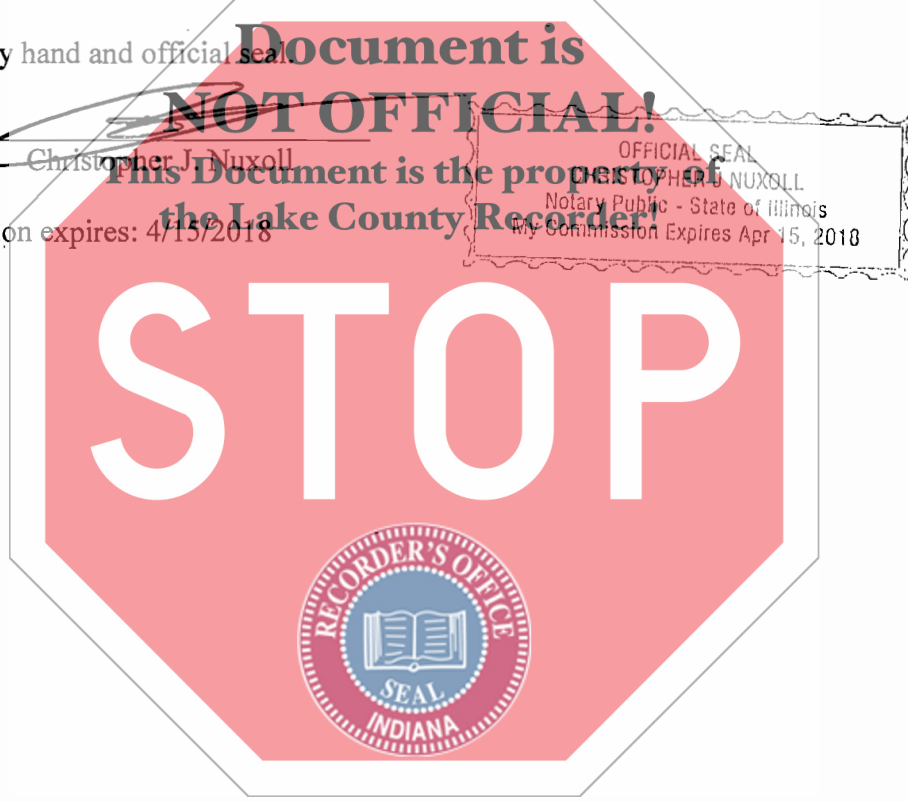 y hand and official seal.
Document is
NOT OFFICIAL!
Christopher J. Nuxoll
This Document is the property of
the Lake County Recorder!
on expires: 4/15/2018
OFFICIAL SEAL
CHRISTOPHER J NUXOLL
Notary Public - State of Illinois
My Commission Expires Apr 15, 2018
STOP
RECORDER'S OFFICE
SEAL
INDIANA